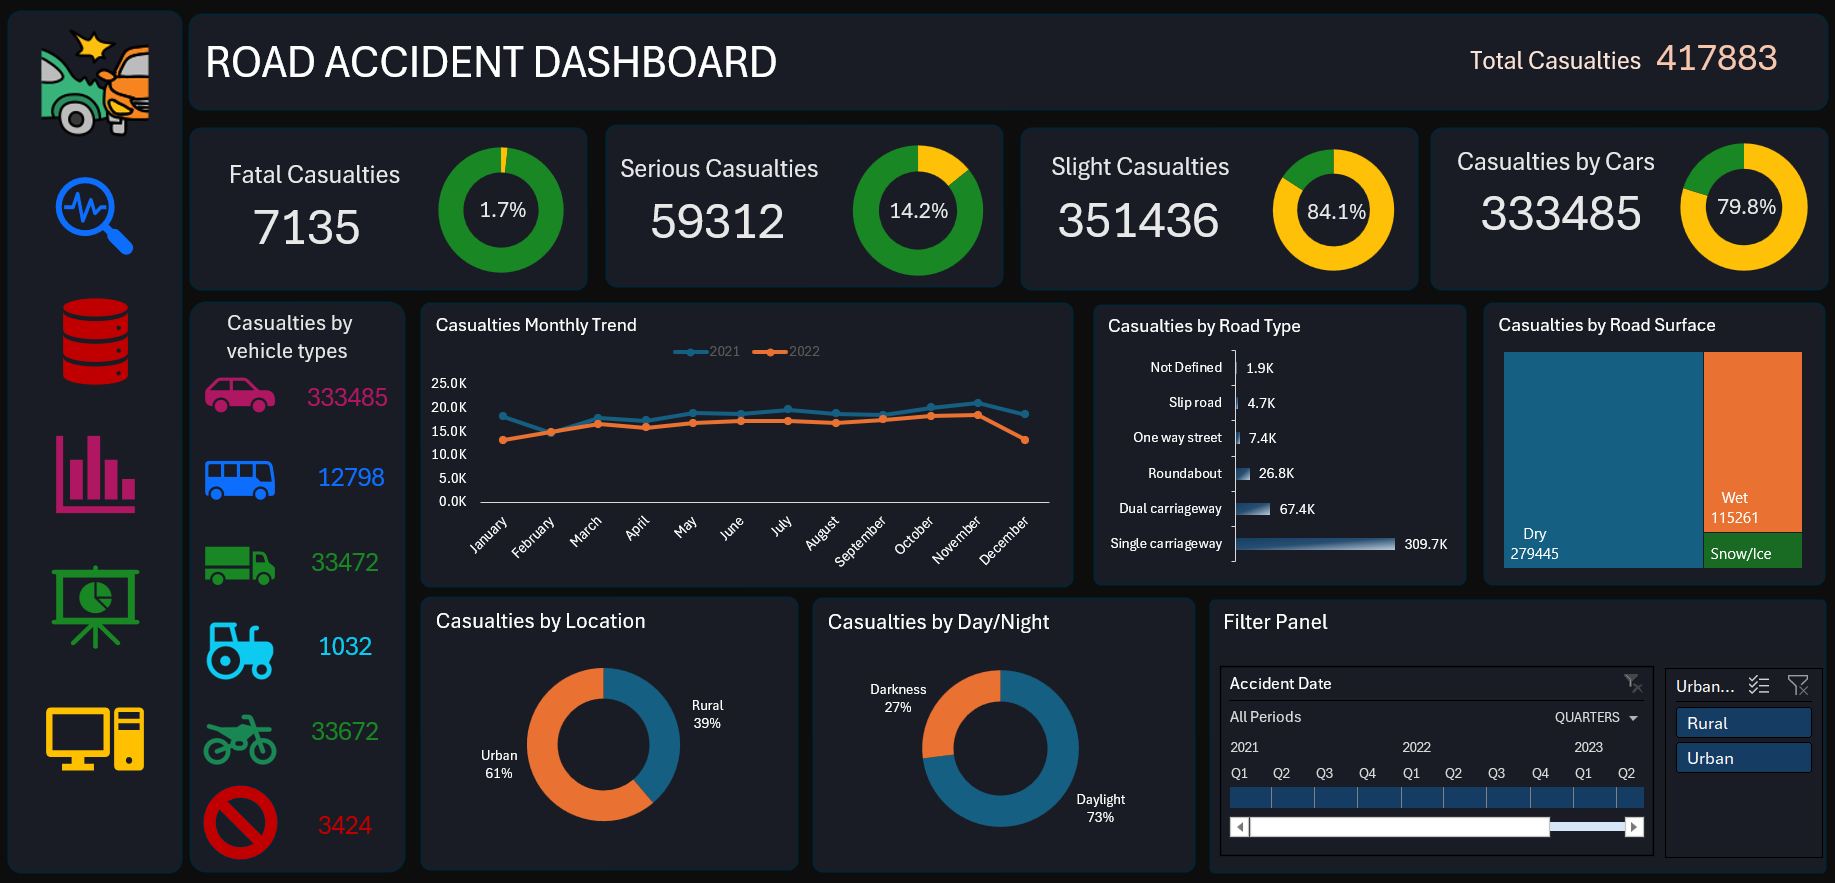 ROAD ACCIDENT DASHBOARD
Total Casualties 417883
Fatal Casualties
7135
1.7%
Serious Casualties
59312
14.2%
Slight Casualties
351436
84.1%
Casualties by Cars
333485
79.8%
Casualties by
vehicle types
333485
12798
33472
1032
33672
3424
Casualties Monthly Trend
2021 2022
25.0K
20.0K
15.0K
10.0K
5.0K
0.0K
January February March April May June July August September October November December
Casualties by Road Type
Not Defined 1.9K
Slip road 4.7K
One way street 7.4K
Roundabout 26.8K
Dual carriageway 67.4K
Single carriageway 309.7K
Casualties by Road Surface
Dry
279445
Wet
115261
Snow/Ice
Casualties by Location
Rural
39%
Urban
61%
Casualties by Day/Night
Darkness
27%
Daylight
73%
Filter Panel
Accident Date
All Periods QUARTERS
2021 2022 2023
Q1 Q2 Q3 Q4 Q1 Q2 Q3 Q4 Q1 Q2
Urban...
Rural
Urban